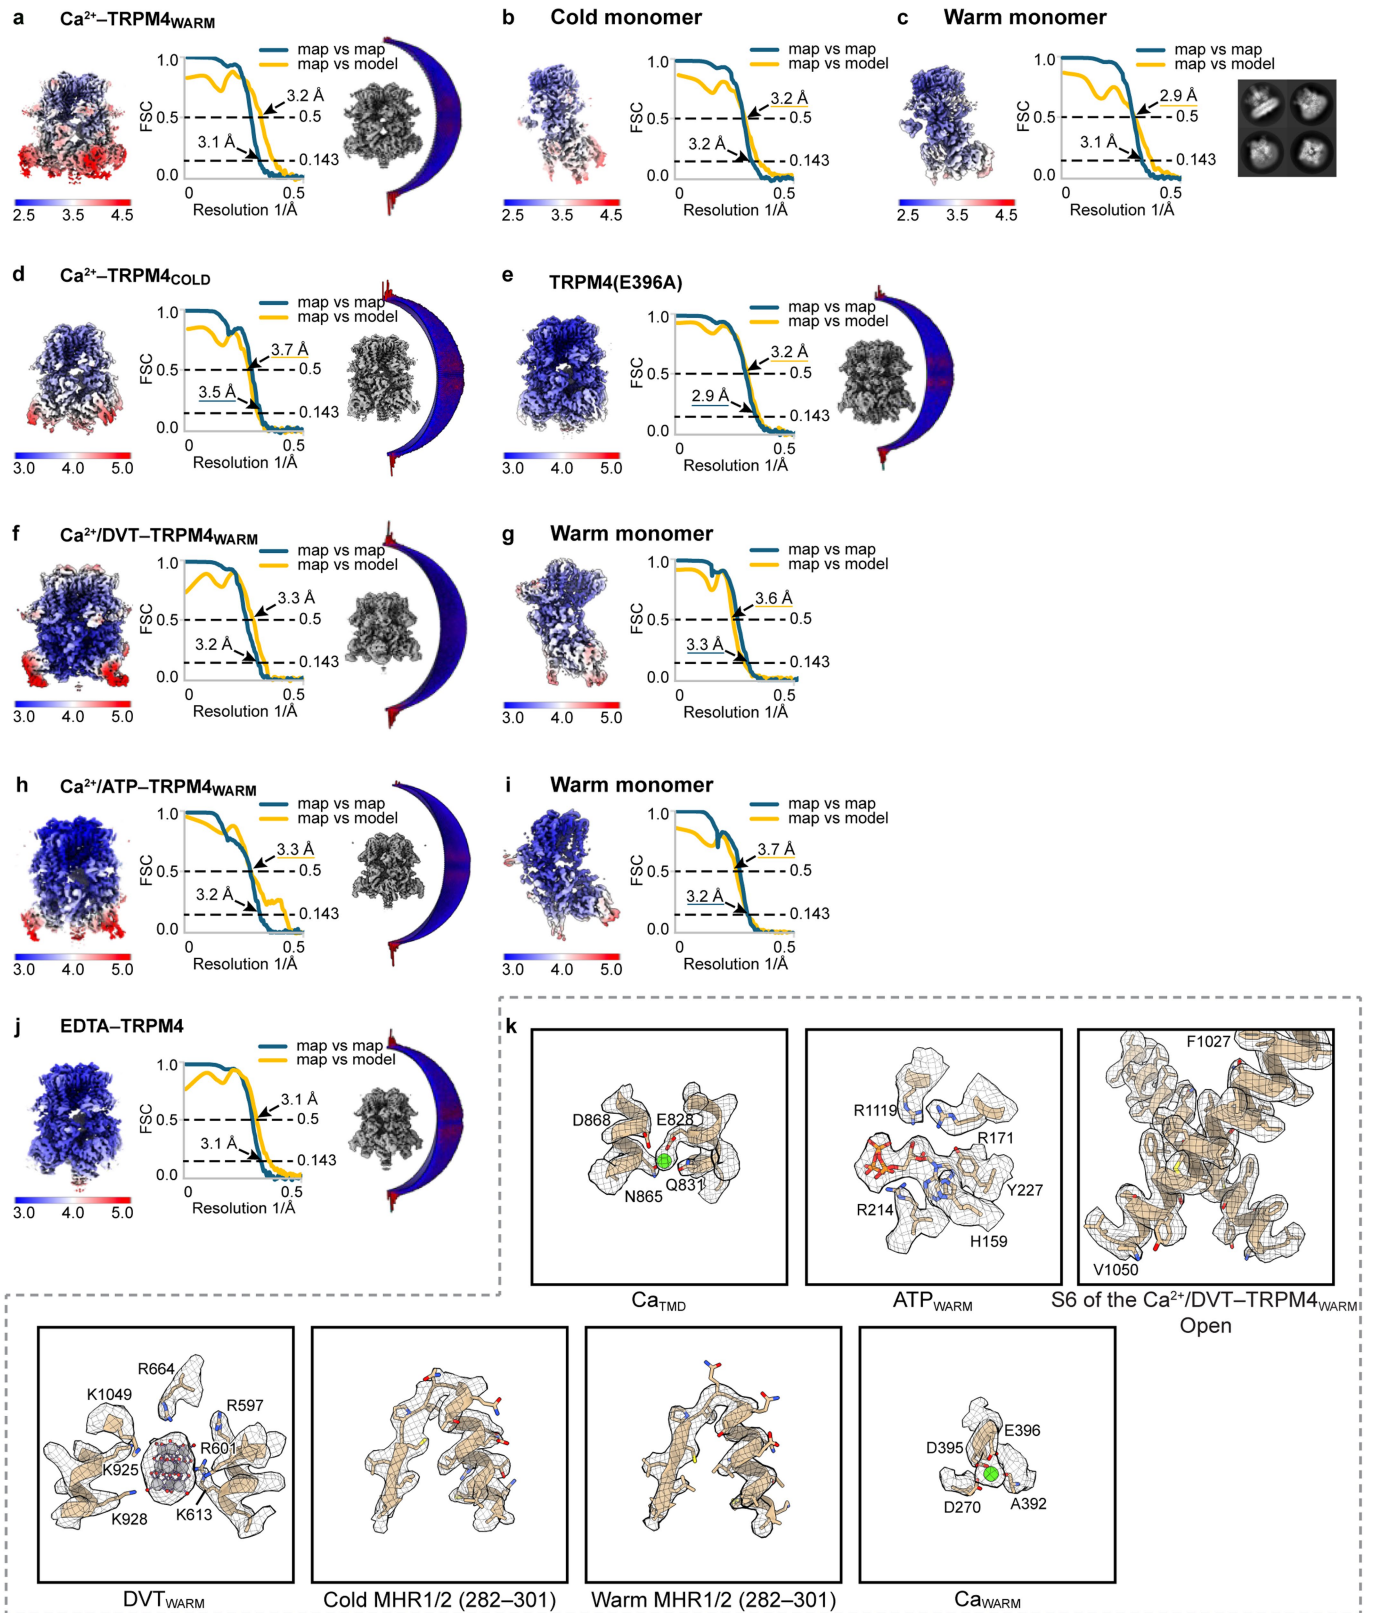 a Ca²⁺–TRPM4WARM
map vs map
map vs model
1.0
0.5
0.0
FSC
3.2 Å
0.5
3.1 Å
0.143
0 0.5
Resolution 1/Å
2.5 3.5 4.5
b Cold monomer
map vs map
map vs model
1.0
0.5
0.0
FSC
3.2 Å
0.5
3.2 Å
0.143
0 0.5
Resolution 1/Å
2.5 3.5 4.5
c Warm monomer
map vs map
map vs model
1.0
0.5
0.0
FSC
2.9 Å
0.5
3.1 Å
0.143
0 0.5
Resolution 1/Å
2.5 3.5 4.5
d Ca²⁺–TRPM4COLD
map vs map
map vs model
1.0
0.5
0.0
FSC
3.7 Å
0.5
3.5 Å
0.143
0 0.5
Resolution 1/Å
3.0 4.0 5.0
e TRPM4(E396A)
map vs map
map vs model
1.0
0.5
0.0
FSC
3.2 Å
0.5
2.9 Å
0.143
0 0.5
Resolution 1/Å
3.0 4.0 5.0
f Ca²⁺/DVT–TRPM4WARM
map vs map
map vs model
1.0
0.5
0.0
FSC
3.3 Å
0.5
3.2 Å
0.143
0 0.5
Resolution 1/Å
3.0 4.0 5.0
g Warm monomer
map vs map
map vs model
1.0
0.5
0.0
FSC
3.6 Å
0.5
3.3 Å
0.143
0 0.5
Resolution 1/Å
3.0 4.0 5.0
h Ca²⁺/ATP–TRPM4WARM
map vs map
map vs model
1.0
0.5
0.0
FSC
3.3 Å
0.5
3.2 Å
0.143
0 0.5
Resolution 1/Å
3.0 4.0 5.0
i Warm monomer
map vs map
map vs model
1.0
0.5
0.0
FSC
3.7 Å
0.5
3.2 Å
0.143
0 0.5
Resolution 1/Å
3.0 4.0 5.0
j EDTA–TRPM4
map vs map
map vs model
1.0
0.5
0.0
FSC
3.1 Å
0.5
3.1 Å
0.143
0 0.5
Resolution 1/Å
3.0 4.0 5.0
k
D868 E828
N865 Q831
CaTMD
R1119
R171
Y227
R214
H159
ATPWARM
F1027
V1050
S6 of the Ca²⁺/DVT–TRPM4WARM
Open
R664
K1049
R597
R601
K925
K928
K613
DVTWARM
Cold MHR1/2 (282–301)
Warm MHR1/2 (282–301)
E396
D395
D270
A392
CaWARM